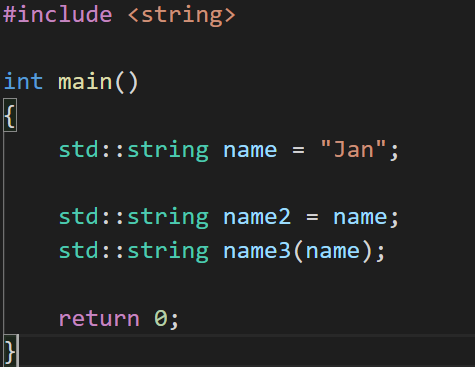 #include <string>
int main()
{
std::string name = "Jan";
std::string name2 = name;
std::string name3(name);
return 0;
}